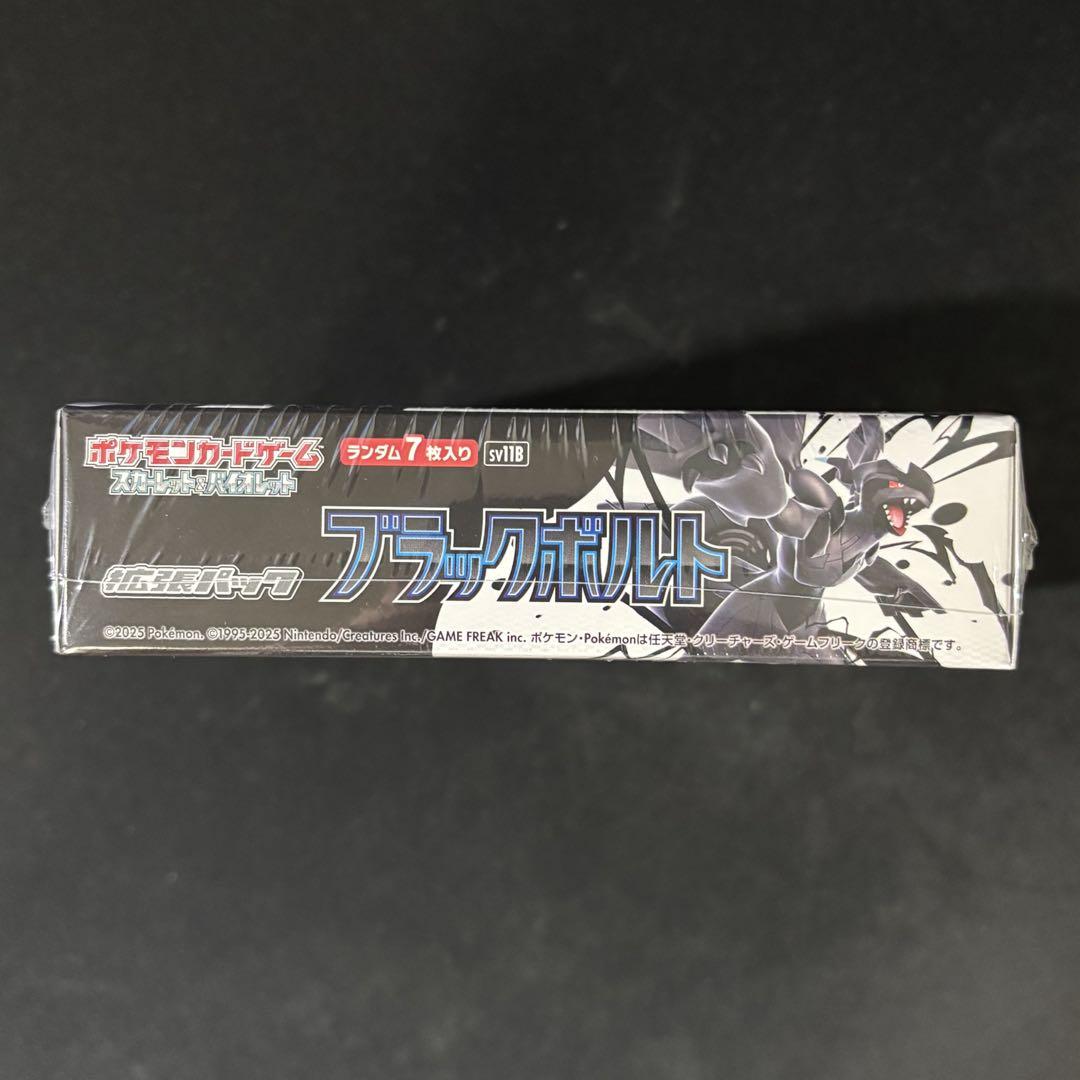 ポケモンカードゲーム
スカーレット&バイオレット
ランダム7枚入り
sv11B
拡張パック
ブラックボルト
©2025 Pokémon. ©1995-2025 Nintendo/Creatures Inc./GAME FREAK inc. ポケモン・Pokémonは任天堂・クリーチャーズ・ゲームフリークの登録商標です。